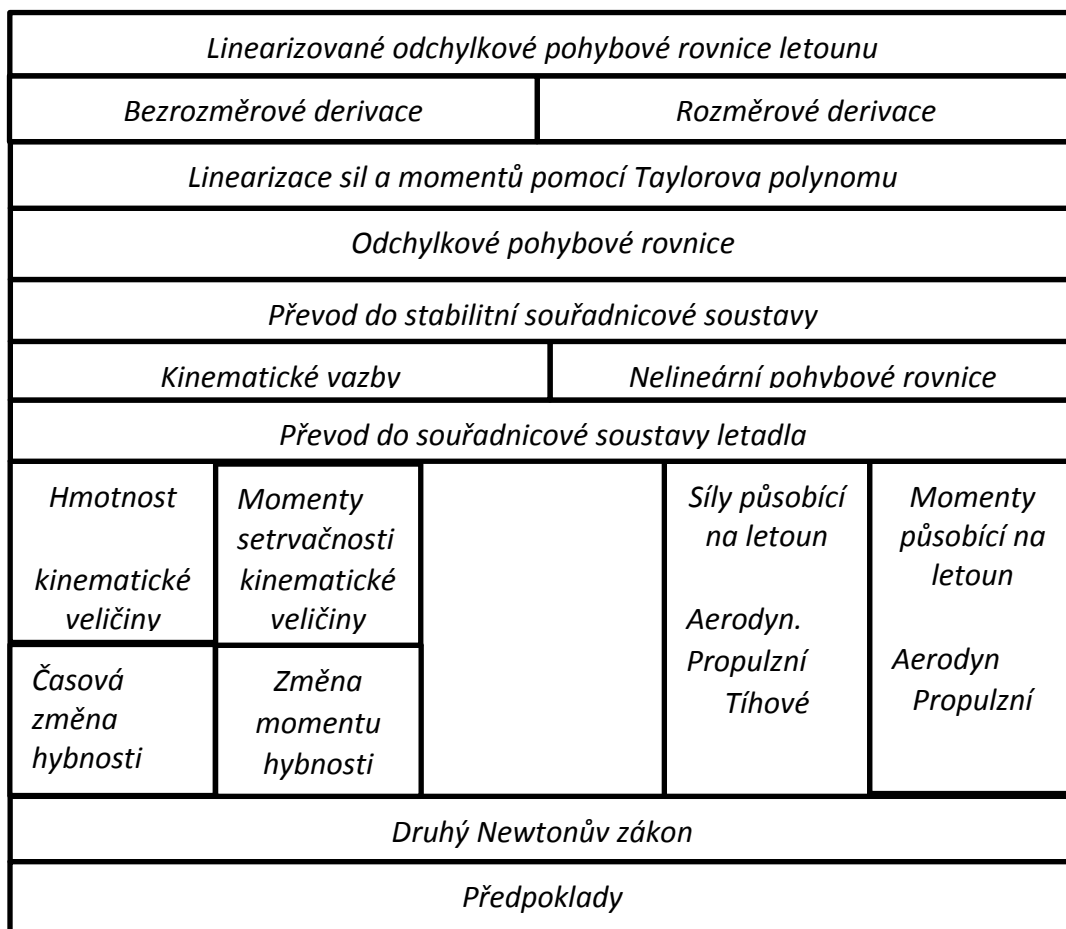 Linearizované odchylkové pohybové rovnice letounu
Bezrozměrové derivace
Rozměrové derivace
Linearizace sil a momentů pomocí Taylorova polynomu
Odchylkové pohybové rovnice
Převod do stabilitní souřadnicové soustavy
Kinematické vazby
Nelineární pohybové rovnice
Převod do souřadnicové soustavy letadla
Hmotnost
kinematické
veličiny
Momenty
setrvačnosti
kinematické
veličiny
Síly působící
na letoun
Aerodyn.
Propulzní
Tíhové
Momenty
působící na
letoun
Aerodyn
Propulzní
Časová
změna
hybnosti
Změna
momentu
hybnosti
Druhý Newtonův zákon
Předpoklady